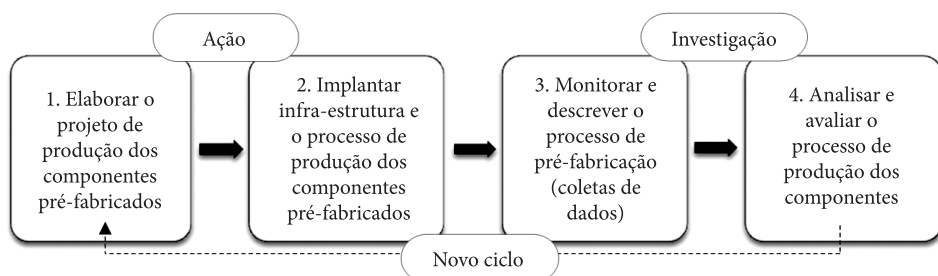 Ação
Investigação
1. Elaborar o
projeto de
produção dos
componentes
pré-fabricados
2. Implantar
infra-estrutura e
o processo de
produção dos
componentes
pré-fabricados
3. Monitorar e
descrever o
processo de
pré-fabricação
(coletas de
dados)
4. Analisar e
avaliar o
processo de
produção dos
componentes
Novo ciclo